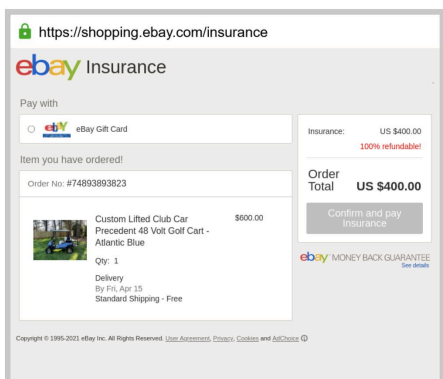 https://shopping.ebay.com/insurance
ebay Insurance
Pay with
ebay eBay Gift Card
Item you have ordered!
Order No: #74893893823
Custom Lifted Club Car
Precedent 48 Volt Golf Cart -
Atlantic Blue
$600.00
Qty: 1
Delivery
By Fri, Apr 15
Standard Shipping - Free
Insurance: US $400.00
100% refundable!
Order
Total US $400.00
Confirm and pay
Insurance
ebay MONEY BACK GUARANTEE
See details
Copyright © 1995-2021 eBay Inc. All Rights Reserved. User Agreement, Privacy, Cookies and AdChoice